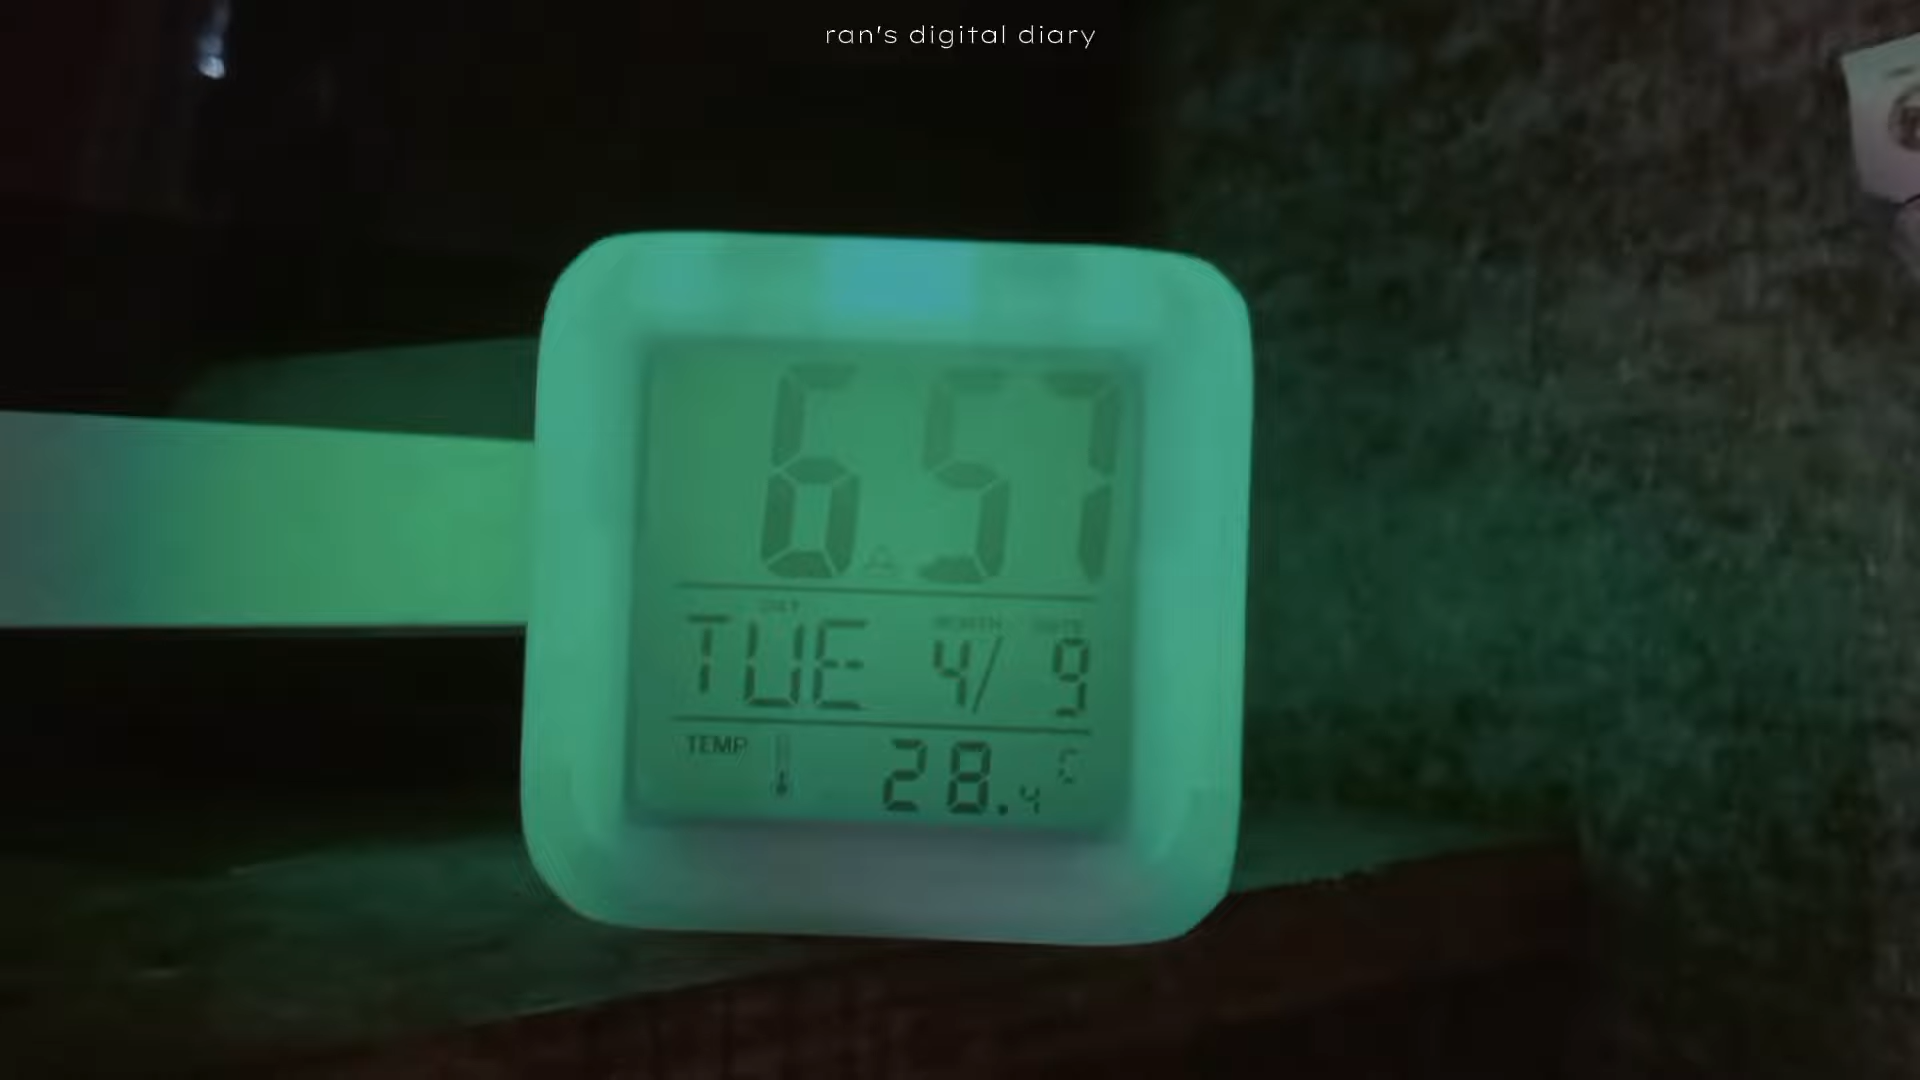 ran's digital diary
6:57
DAY MONTH DATE
TUE 4/ 9
TEMP 28.4 C